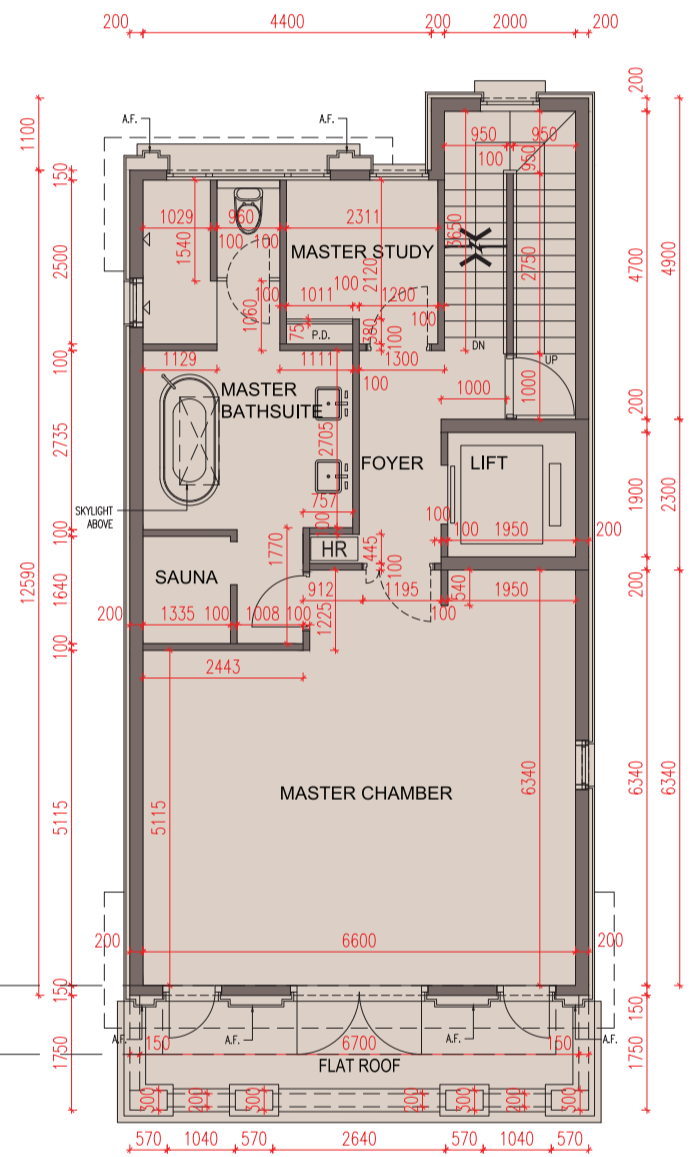 200 4400 200 2000 200
200
1100
A.F. A.F.
950 950
100 950
150
1029 960 2311
3650
MASTER STUDY
2500 1540 100 100 2120 2750 4700 4900
100 1011 100 1200
1060 75 P.D. 380 100 100
DN UP
100 1129 1111 1300
100 1000 1000
MASTER
BATHSUITE
200
2735 2705
FOYER LIFT
757 1900 2300
SKYLIGHT
ABOVE
100 100 100 1950 200
100 1770 HR 445
100
SAUNA
12590 1640 912 1195 540 1950 200
200 1335 100 1008 100 1225 100
100
2443
MASTER CHAMBER
5115 5115 6340 6340 6340
200 6600 200
150 150
A.F. A.F. A.F. A.F.
1750 150 6700 150 1750
FLAT ROOF
300 200 300 200 300 200 300
570 1040 570 2640 570 1040 570